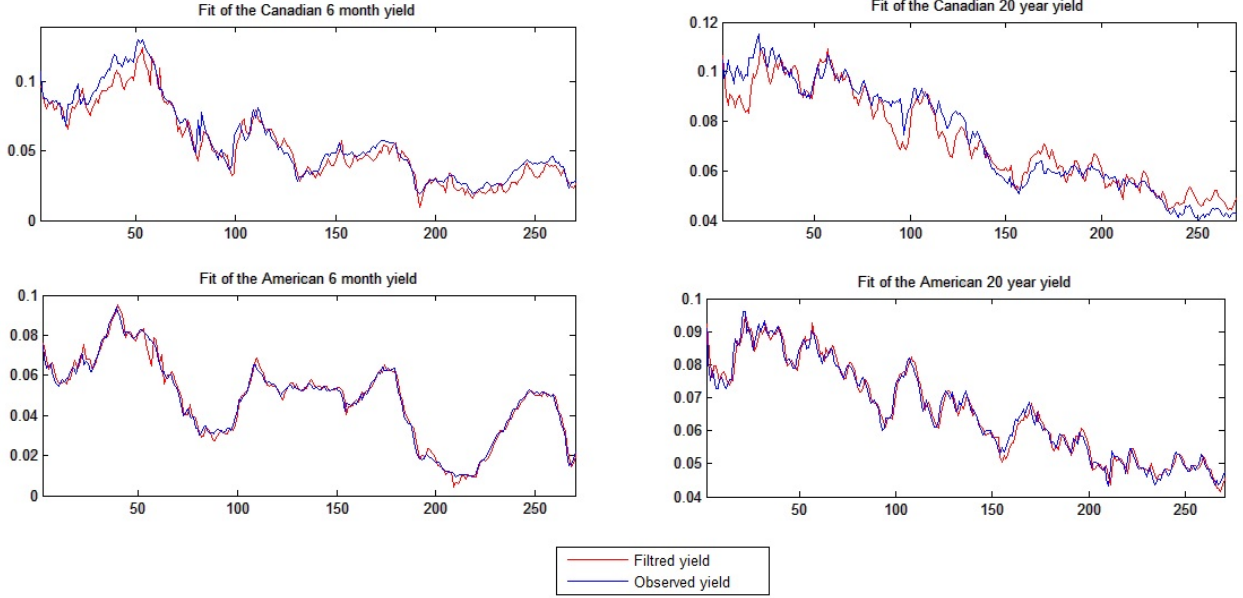 Fit of the Canadian 6 month yield
0.1
0.05
0
50 100 150 200 250
Fit of the Canadian 20 year yield
0.12
0.1
0.08
0.06
0.04
50 100 150 200 250
Fit of the American 6 month yield
0.1
0.08
0.06
0.04
0.02
0
50 100 150 200 250
Fit of the American 20 year yield
0.1
0.09
0.08
0.07
0.06
0.05
0.04
50 100 150 200 250
Filtred yield
Observed yield